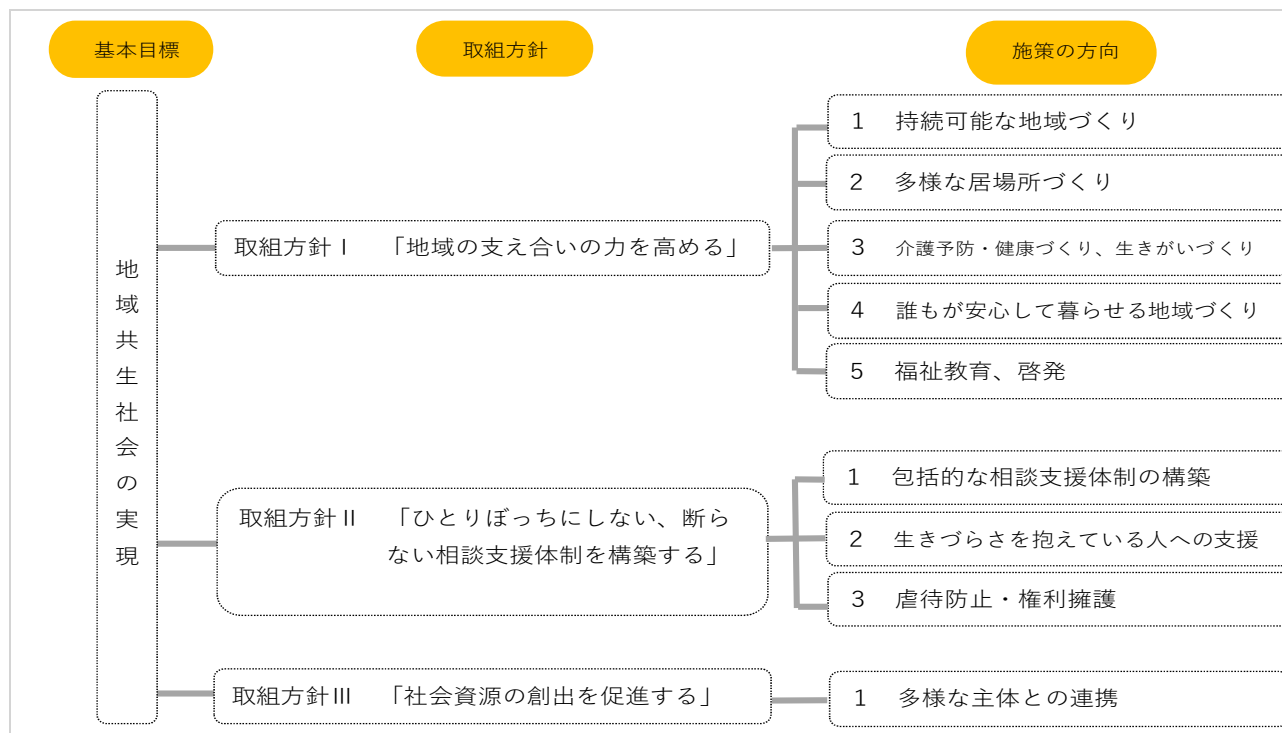 基本目標
取組方針
施策の方向
地域共生社会の実現
取組方針Ⅰ 「地域の支え合いの力を高める」
1 持続可能な地域づくり
2 多様な居場所づくり
3 介護予防・健康づくり、生きがいづくり
4 誰もが安心して暮らせる地域づくり
5 福祉教育、啓発
取組方針Ⅱ 「ひとりぼっちにしない、断ら
ない相談支援体制を構築する」
1 包括的な相談支援体制の構築
2 生きづらさを抱えている人への支援
3 虐待防止・権利擁護
取組方針Ⅲ 「社会資源の創出を促進する」
1 多様な主体との連携